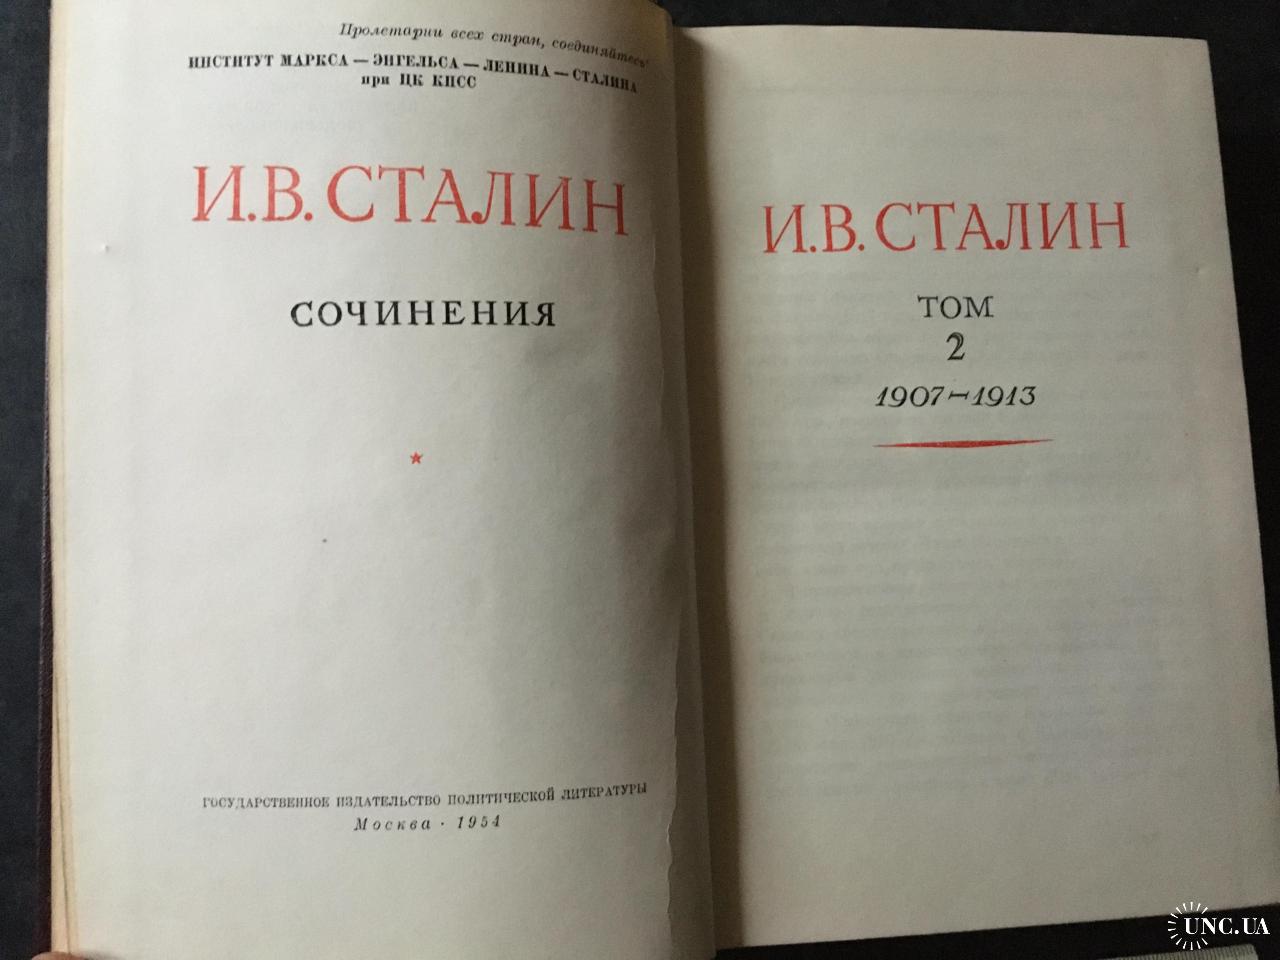 Пролетарии всех стран, соединяйтесь!
ИНСТИТУТ МАРКСА — ЭНГЕЛЬСА — ЛЕНИНА — СТАЛИНА
при ЦК КПСС
И.В. СТАЛИН
СОЧИНЕНИЯ
ГОСУДАРСТВЕННОЕ ИЗДАТЕЛЬСТВО ПОЛИТИЧЕСКОЙ ЛИТЕРАТУРЫ
Москва · 1954
И.В. СТАЛИН
ТОМ
2
1907—1913
UNC.UA